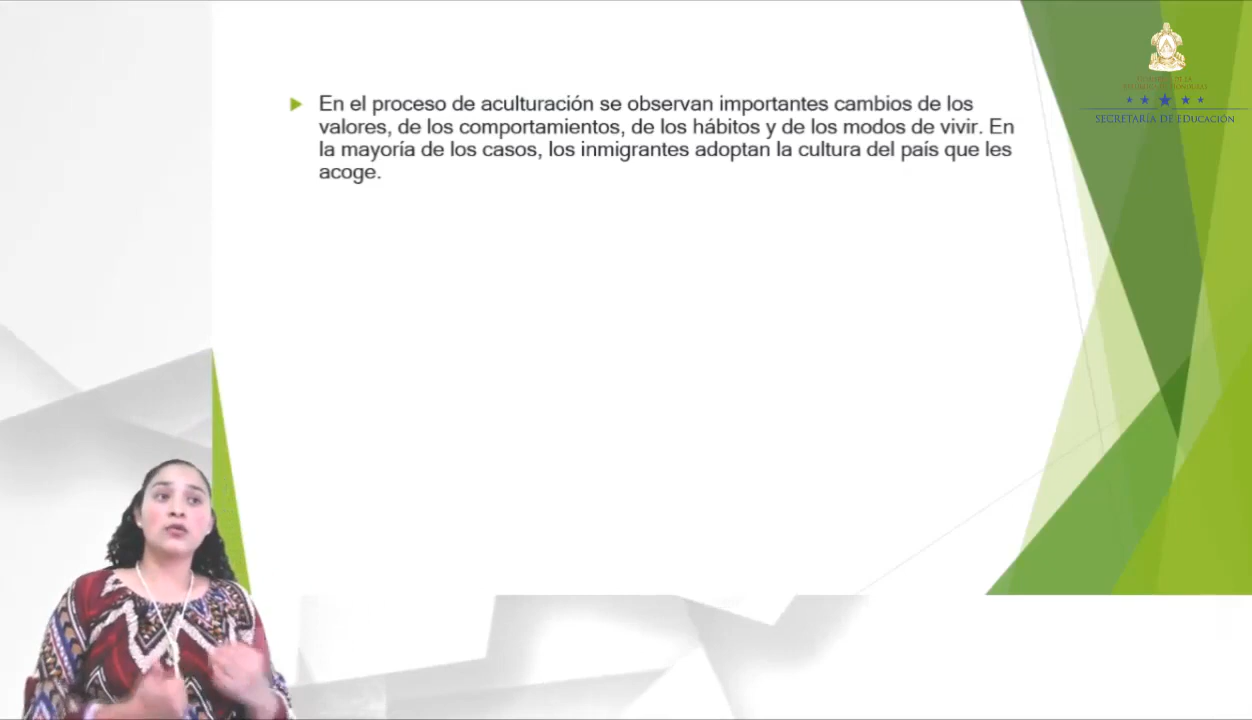 En el proceso de aculturación se observan importantes cambios de los
valores, de los comportamientos, de los hábitos y de los modos de vivir. En
la mayoría de los casos, los inmigrantes adoptan la cultura del país que les
acoge.
SECRETARÍA DE EDUCACIÓN